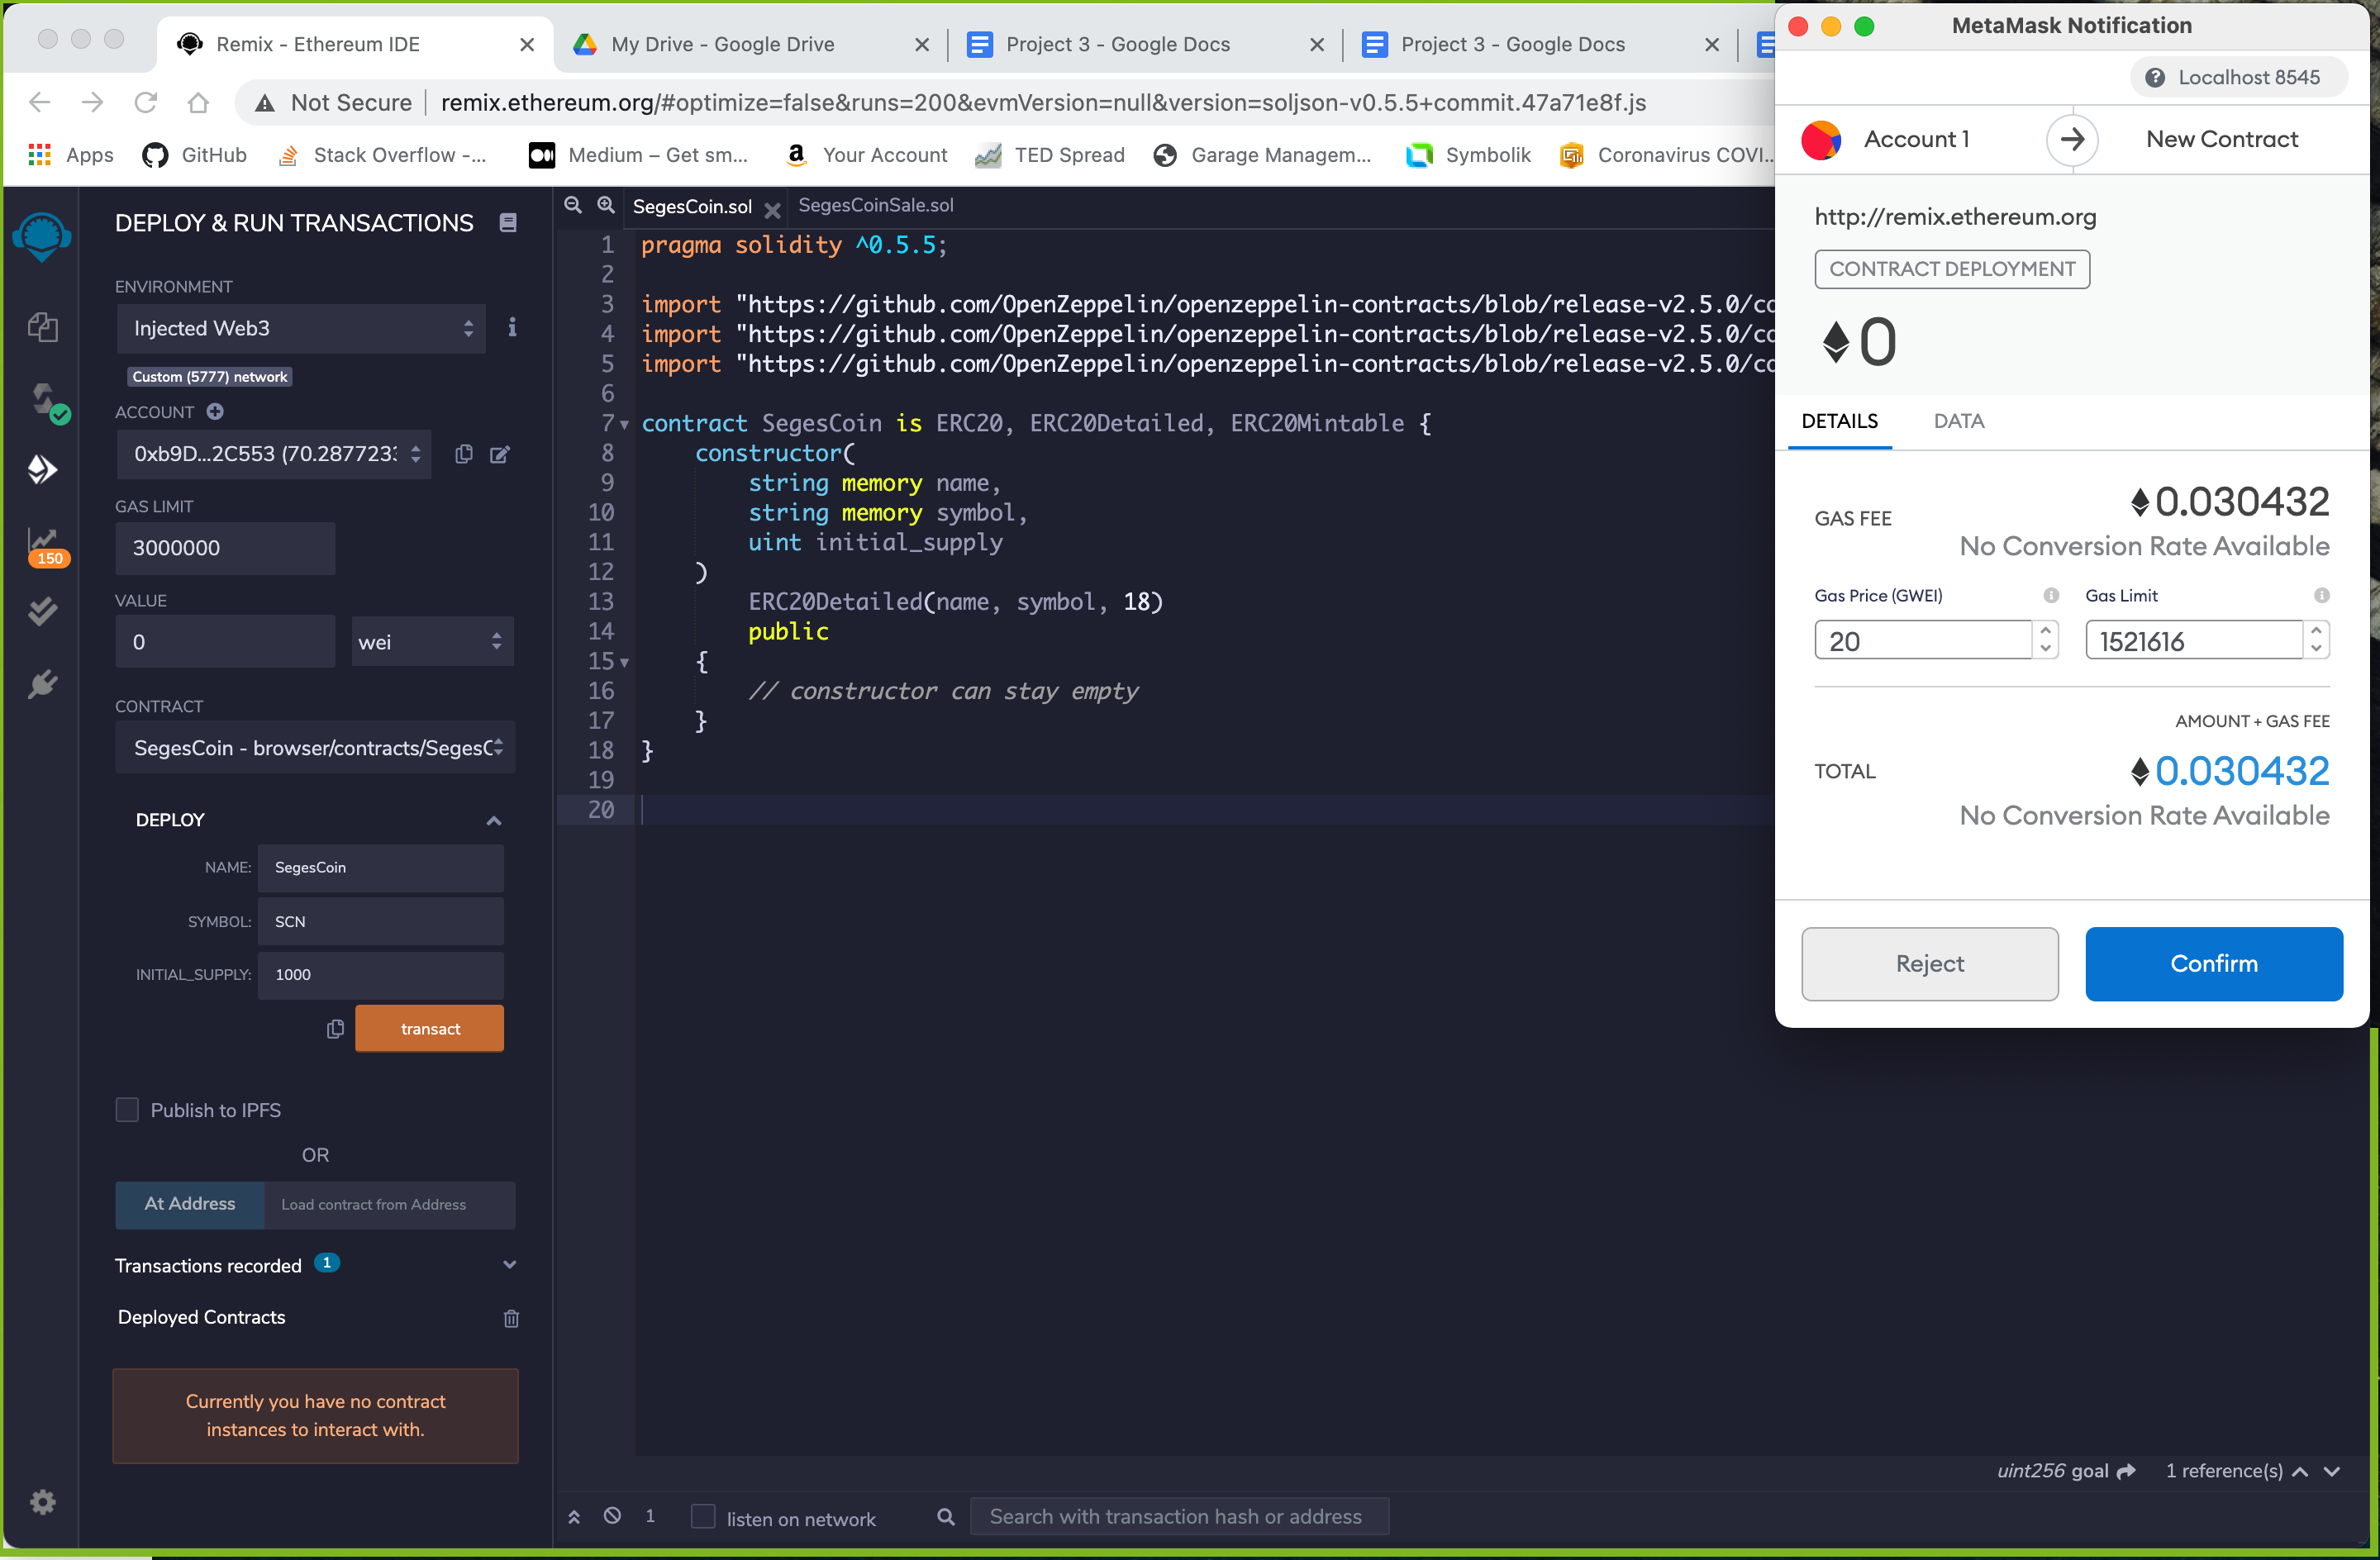 Remix - Ethereum IDE
My Drive - Google Drive
Project 3 - Google Docs
Project 3 - Google Docs
Not Secure
remix.ethereum.org/#optimize=false&runs=200&evmVersion=null&version=soljson-v0.5.5+commit.47a71e8f.js
Apps
GitHub
Stack Overflow -...
Medium – Get sm...
Your Account
TED Spread
Garage Managem...
Symbolik
Coronavirus COVI...
DEPLOY & RUN TRANSACTIONS
ENVIRONMENT
Injected Web3
Custom (5777) network
ACCOUNT
0xb9D...2C553 (70.287723
GAS LIMIT
3000000
150
VALUE
0
wei
CONTRACT
SegesCoin - browser/contracts/SegesC
DEPLOY
NAME: SegesCoin
SYMBOL: SCN
INITIAL_SUPPLY: 1000
transact
Publish to IPFS
OR
At Address
Load contract from Address
Transactions recorded 1
Deployed Contracts
Currently you have no contract
instances to interact with.
SegesCoin.sol
SegesCoinSale.sol
1 pragma solidity ^0.5.5;
2
3 import "https://github.com/OpenZeppelin/openzeppelin-contracts/blob/release-v2.5.0/co
4 import "https://github.com/OpenZeppelin/openzeppelin-contracts/blob/release-v2.5.0/co
5 import "https://github.com/OpenZeppelin/openzeppelin-contracts/blob/release-v2.5.0/co
6
7 contract SegesCoin is ERC20, ERC20Detailed, ERC20Mintable {
8 constructor(
9 string memory name,
10 string memory symbol,
11 uint initial_supply
12 )
13 ERC20Detailed(name, symbol, 18)
14 public
15 {
16 // constructor can stay empty
17 }
18 }
19
20
uint256 goal
1 reference(s)
1
listen on network
Search with transaction hash or address
MetaMask Notification
Localhost 8545
Account 1
New Contract
http://remix.ethereum.org
CONTRACT DEPLOYMENT
0
DETAILS
DATA
GAS FEE
0.030432
No Conversion Rate Available
Gas Price (GWEI)
Gas Limit
20
1521616
AMOUNT + GAS FEE
TOTAL
0.030432
No Conversion Rate Available
Reject
Confirm